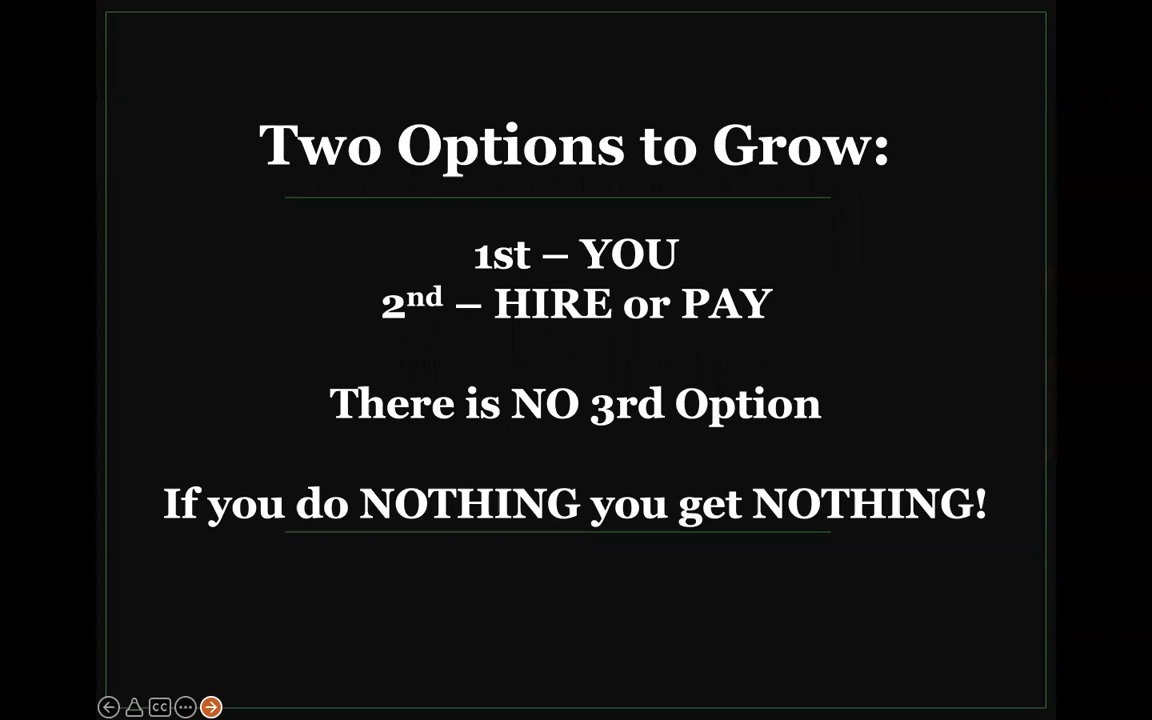 Two Options to Grow:
1st – YOU
2nd – HIRE or PAY
There is NO 3rd Option
If you do NOTHING you get NOTHING!
CC